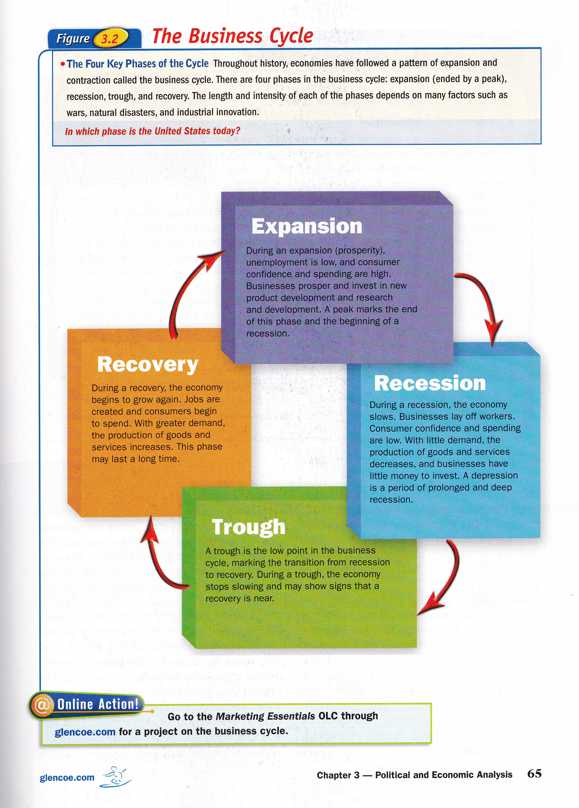 Figure 3.2 The Business Cycle
• The Four Key Phases of the Cycle Throughout history, economies have followed a pattern of expansion and
contraction called the business cycle. There are four phases in the business cycle: expansion (ended by a peak),
recession, trough, and recovery. The length and intensity of each of the phases depends on many factors such as
wars, natural disasters, and industrial innovation.
In which phase is the United States today?
Expansion
During an expansion (prosperity),
unemployment is low, and consumer
confidence and spending are high.
Businesses prosper and invest in new
product development and research
and development. A peak marks the end
of this phase and the beginning of a
recession.
Recession
During a recession, the economy
slows. Businesses lay off workers.
Consumer confidence and spending
are low. With little demand, the
production of goods and services
decreases, and businesses have
little money to invest. A depression
is a period of prolonged and deep
recession.
Trough
A trough is the low point in the business
cycle, marking the transition from recession
to recovery. During a trough, the economy
stops slowing and may show signs that a
recovery is near.
Recovery
During a recovery, the economy
begins to grow again. Jobs are
created and consumers begin
to spend. With greater demand,
the production of goods and
services increases. This phase
may last a long time.
@ Online Action!
Go to the Marketing Essentials OLC through
glencoe.com for a project on the business cycle.
glencoe.com
Chapter 3 — Political and Economic Analysis 65